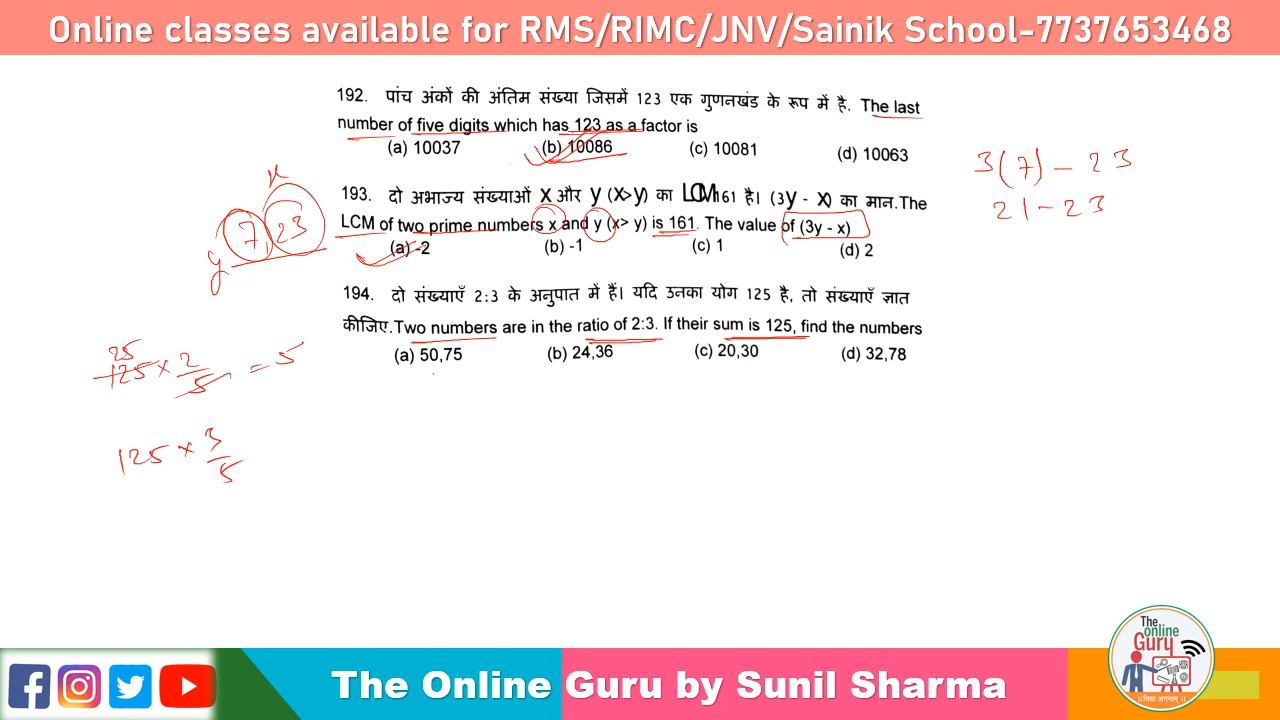 Online classes available for RMS/RIMC/JNV/Sainik School-7737653468
192. पांच अंकों की अंतिम संख्या जिसमें 123 एक गुणनखंड के रूप में है. The last
number of five digits which has 123 as a factor is
(a) 10037 (b) 10086 (c) 10081 (d) 10063
3(7) - 23
21-23
x
7, 23
y
193. दो अभाज्य संख्याओं X और y (X>y) का LCM 161 है। (3y - x) का मान.The
LCM of two prime numbers x and y (x> y) is 161. The value of (3y - x)
(a) -2 (b) -1 (c) 1 (d) 2
194. दो संख्याएँ 2:3 के अनुपात में हैं। यदि उनका योग 125 है, तो संख्याएँ ज्ञात
कीजिए.Two numbers are in the ratio of 2:3. If their sum is 125, find the numbers
(a) 50,75 (b) 24,36 (c) 20,30 (d) 32,78
25
125 × 2/5 = 5
125 × 3/5
The online Guru
The Online Guru by Sunil Sharma